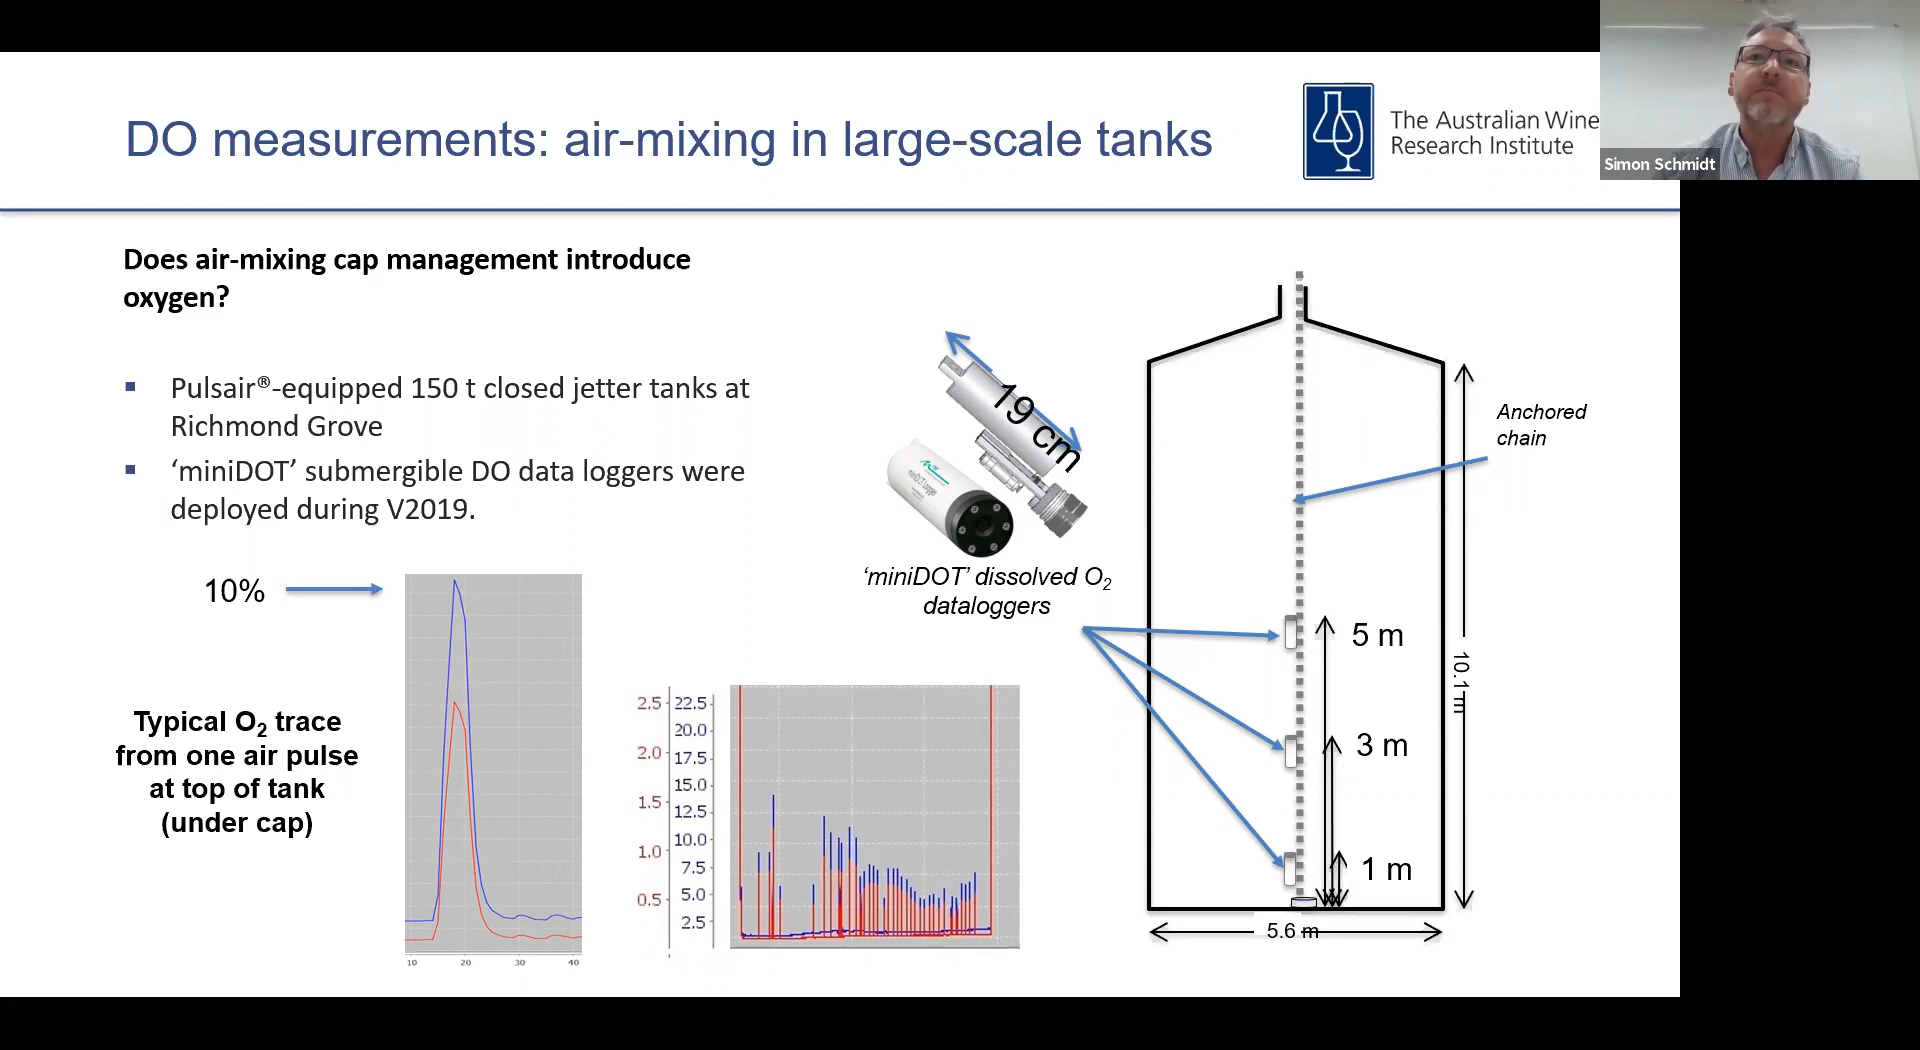 DO measurements: air-mixing in large-scale tanks
The Australian Wine
Research Institute
Simon Schmidt
Does air-mixing cap management introduce
oxygen?
Pulsair®-equipped 150 t closed jetter tanks at
Richmond Grove
‘miniDOT’ submergible DO data loggers were
deployed during V2019.
10%
Typical O2 trace
from one air pulse
at top of tank
(under cap)
10 20 30 40
2.5
2.0
1.5
1.0
0.5
22.5
20.0
17.5
15.0
12.5
10.0
7.5
5.0
2.5
19 cm
miniDOT Logger
‘miniDOT’ dissolved O2
dataloggers
Anchored
chain
5 m
3 m
1 m
10.1 m
5.6 m